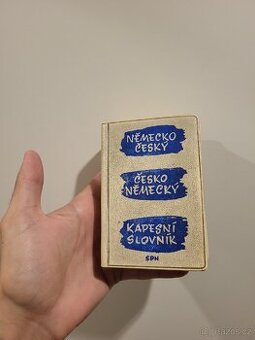 NĚMECKO
ČESKÝ
ČESKO
NĚMECKÝ
KAPESNÍ
SLOVNÍK
SPN